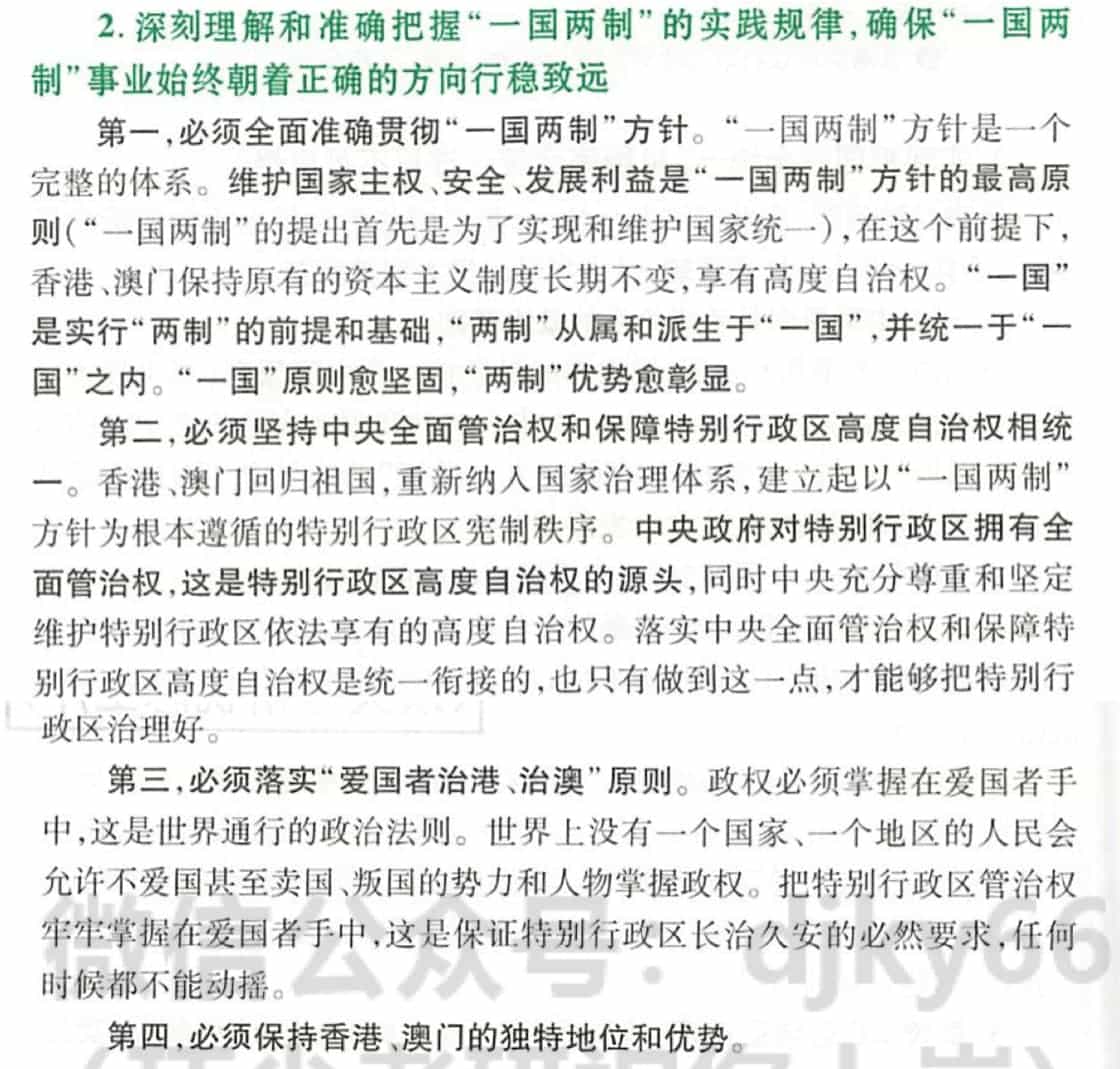 2. 深刻理解和准确把握“一国两制”的实践规律,确保“一国两
制”事业始终朝着正确的方向行稳致远
第一,必须全面准确贯彻“一国两制”方针。“一国两制”方针是一个
完整的体系。维护国家主权、安全、发展利益是“一国两制”方针的最高原
则(“一国两制”的提出首先是为了实现和维护国家统一),在这个前提下,
香港、澳门保持原有的资本主义制度长期不变,享有高度自治权。“一国”
是实行“两制”的前提和基础,“两制”从属和派生于“一国”,并统一于“一
国”之内。“一国”原则愈坚固,“两制”优势愈彰显。
第二,必须坚持中央全面管治权和保障特别行政区高度自治权相统
一。香港、澳门回归祖国,重新纳入国家治理体系,建立起以“一国两制”
方针为根本遵循的特别行政区宪制秩序。中央政府对特别行政区拥有全
面管治权,这是特别行政区高度自治权的源头,同时中央充分尊重和坚定
维护特别行政区依法享有的高度自治权。落实中央全面管治权和保障特
别行政区高度自治权是统一衔接的,也只有做到这一点,才能够把特别行
政区治理好。
第三,必须落实“爱国者治港、治澳”原则。政权必须掌握在爱国者手
中,这是世界通行的政治法则。世界上没有一个国家、一个地区的人民会
允许不爱国甚至卖国、叛国的势力和人物掌握政权。把特别行政区管治权
牢牢掌握在爱国者手中,这是保证特别行政区长治久安的必然要求,任何
时候都不能动摇。
微信公众号: djky66
第四,必须保持香港、澳门的独特地位和优势。